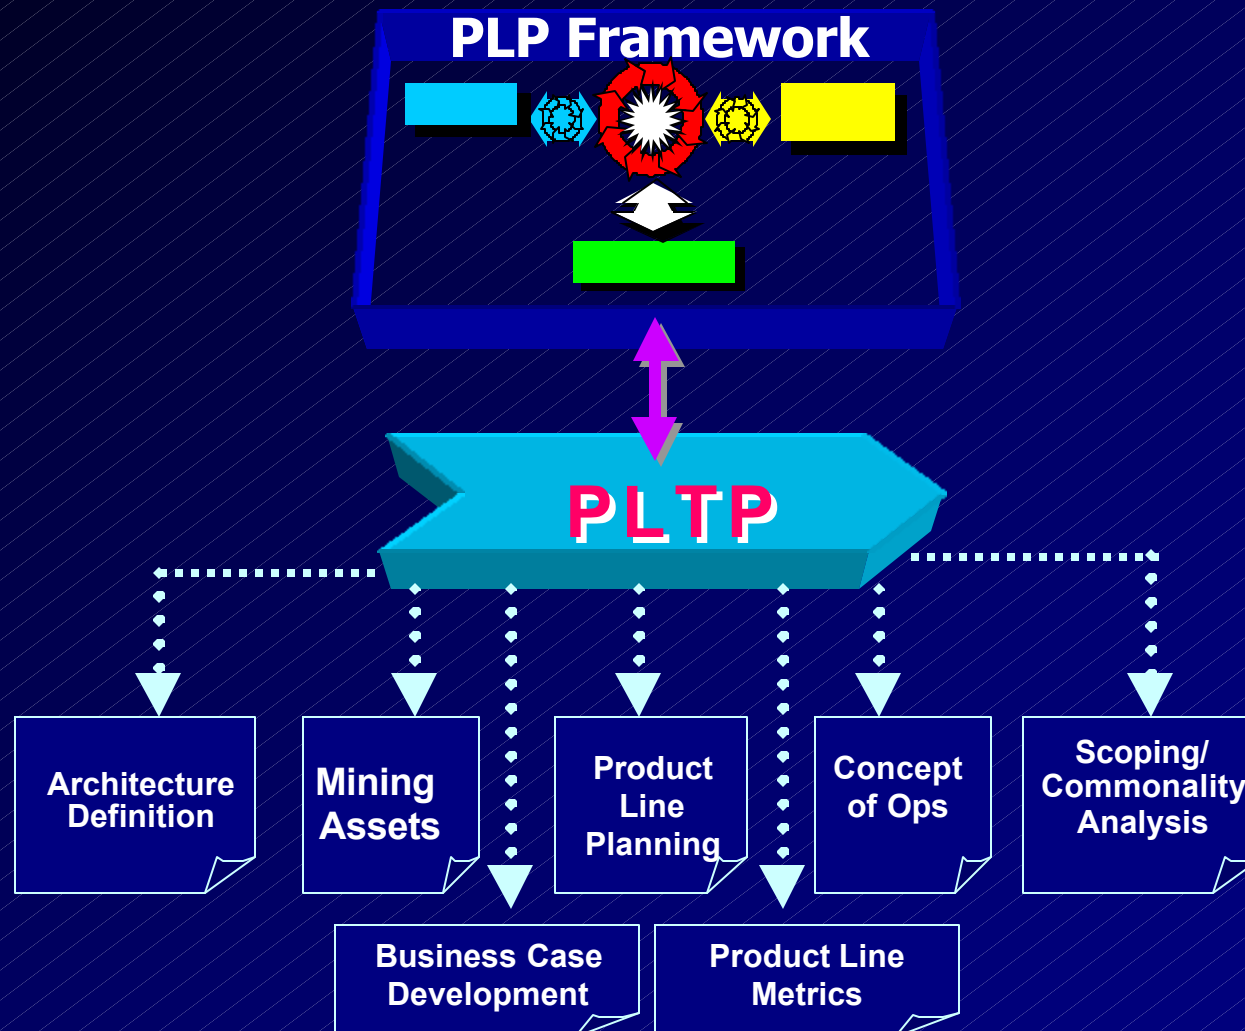 PLP Framework
PLTP
Architecture
Definition
Mining
Assets
Product
Line
Planning
Concept
of Ops
Scoping/
Commonality
Analysis
Business Case
Development
Product Line
Metrics